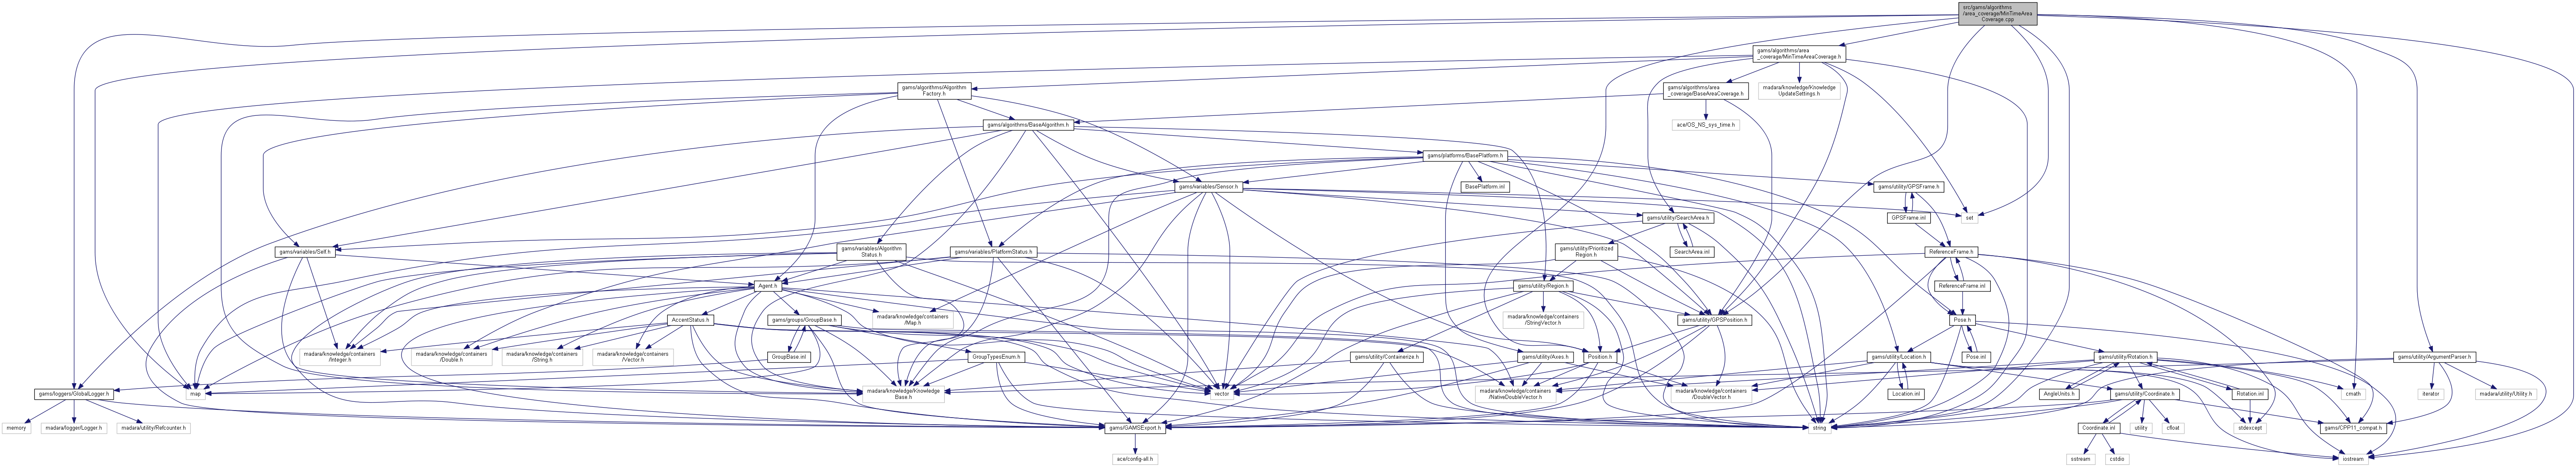 src/gams/algorithms
/area_coverage/MinTimeArea
Coverage.cpp
gams/algorithms/area
_coverage/MinTimeAreaCoverage.h
gams/algorithms/Algorithm
Factory.h
gams/algorithms/area
_coverage/BaseAreaCoverage.h
madara/knowledge/Knowledge
UpdateSettings.h
gams/algorithms/BaseAlgorithm.h
ace/OS_NS_sys_time.h
gams/platforms/BasePlatform.h
gams/variables/Sensor.h
BasePlatform.inl
gams/utility/GPSFrame.h
gams/utility/SearchArea.h
set
GPSFrame.inl
gams/variables/Self.h
gams/variables/Algorithm
Status.h
gams/variables/PlatformStatus.h
gams/utility/Prioritized
Region.h
SearchArea.inl
ReferenceFrame.h
Agent.h
gams/utility/Region.h
ReferenceFrame.inl
AccentStatus.h
gams/groups/GroupBase.h
madara/knowledge/containers
/Map.h
madara/knowledge/containers
/StringVector.h
gams/utility/GPSPosition.h
Pose.h
madara/knowledge/containers
/Integer.h
madara/knowledge/containers
/Double.h
madara/knowledge/containers
/String.h
madara/knowledge/containers
/Vector.h
GroupBase.inl
GroupTypesEnum.h
gams/utility/Containerize.h
gams/utility/Axes.h
Position.h
gams/utility/Location.h
Pose.inl
gams/utility/Rotation.h
gams/utility/ArgumentParser.h
gams/loggers/GlobalLogger.h
map
madara/knowledge/Knowledge
Base.h
vector
madara/knowledge/containers
/NativeDoubleVector.h
madara/knowledge/containers
/DoubleVector.h
Location.inl
AngleUnits.h
gams/utility/Coordinate.h
Rotation.inl
cmath
iterator
madara/utility/Utility.h
memory
madara/logger/Logger.h
madara/utility/Refcounter.h
gams/GAMSExport.h
string
Coordinate.inl
utility
cfloat
stdexcept
gams/CPP11_compat.h
ace/config-all.h
sstream
cstdio
iostream